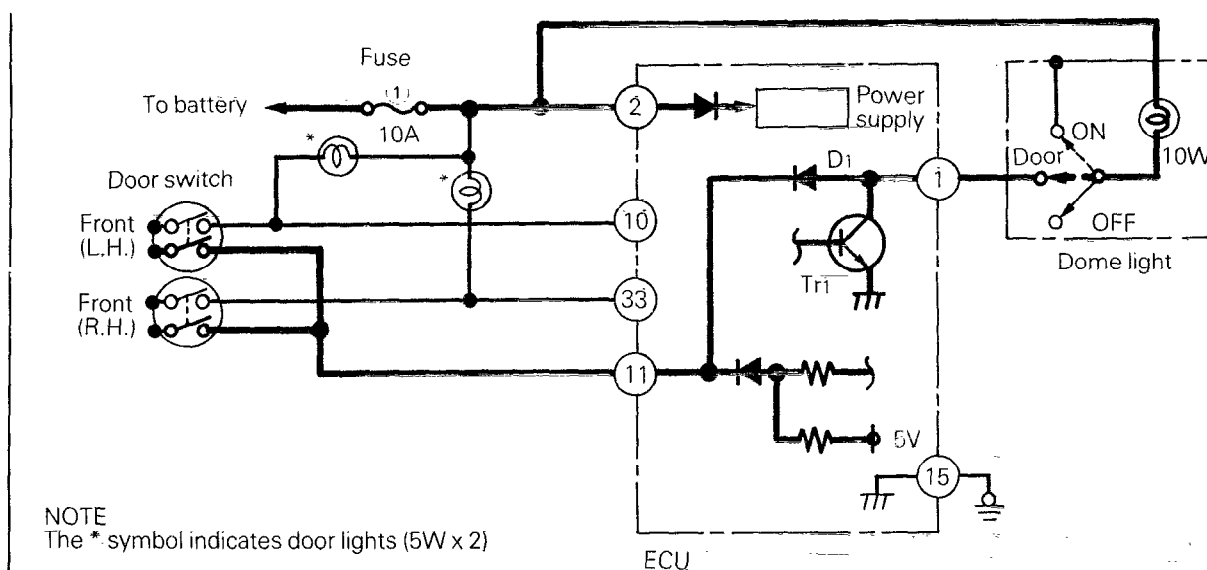 Fuse
(1)
To battery
10A
*
*
Door switch
Front
(L.H.)
Front
(R.H.)
2
10
33
11
Power
supply
D1
Tr1
5V
1
15
ECU
ON
Door
OFF
10W
Dome light
NOTE
The * symbol indicates door lights (5W x 2)